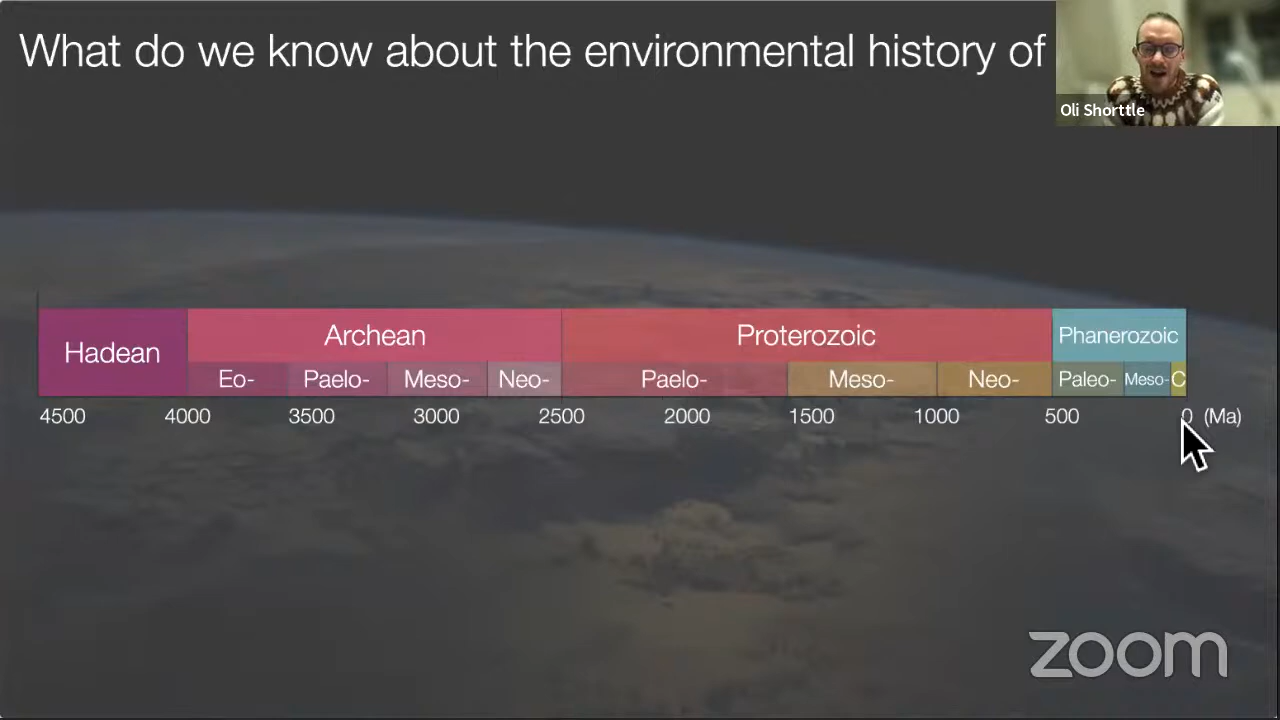 What do we know about the environmental history of
Oli Shorttle
Hadean
Archean
Proterozoic
Phanerozoic
Eo- Paelo- Meso- Neo- Paelo- Meso- Neo- Paleo- Meso- C
4500 4000 3500 3000 2500 2000 1500 1000 500 0 (Ma)
zoom